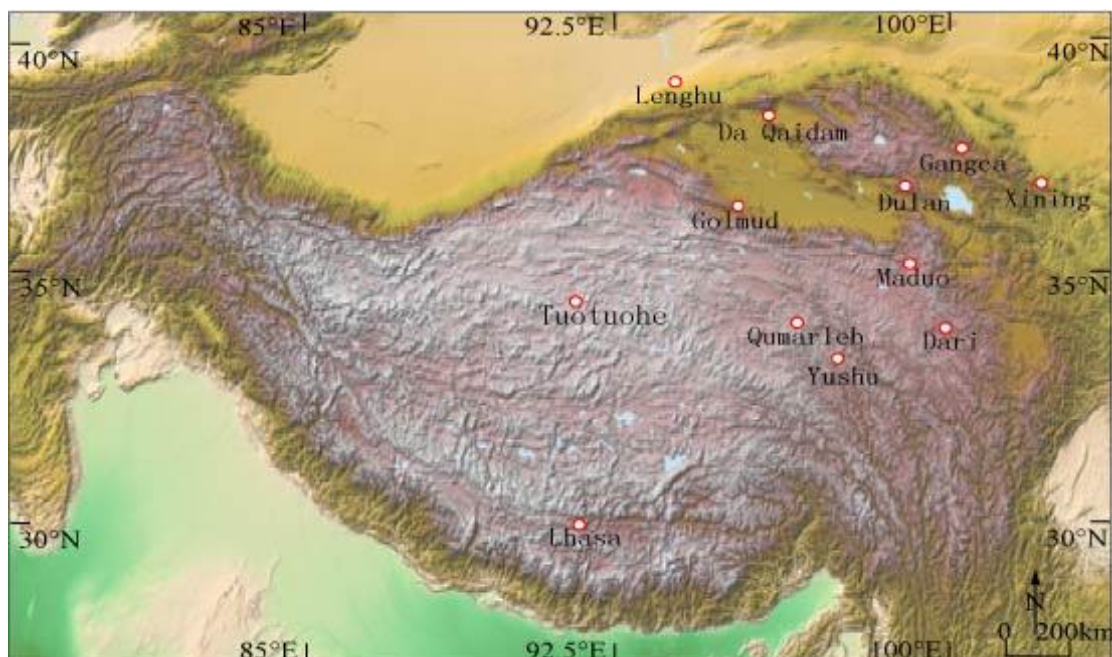 85°E 92.5°E 100°E
40°N 40°N
Lenghu
Da Qaidam
Gangca
Dulan Xining
Golmud
Maduo
35°N 35°N
Tuotuohe
Qumarleb Dari
Yushu
30°N 30°N
Lhasa
N
0 200km
85°E 92.5°E 100°E